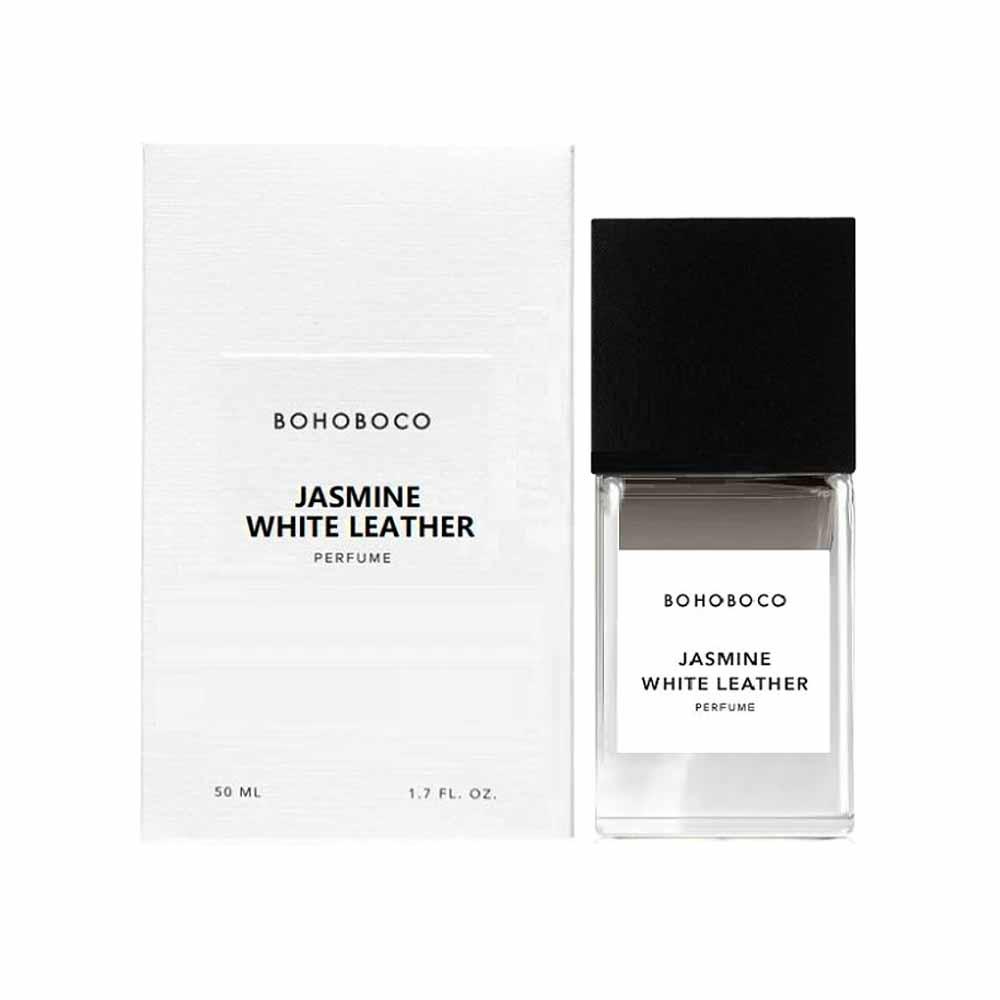 BOHOBOCO
JASMINE
WHITE LEATHER
PERFUME
50 ML
1.7 FL. OZ.
BOHOBOCO
JASMINE
WHITE LEATHER
PERFUME